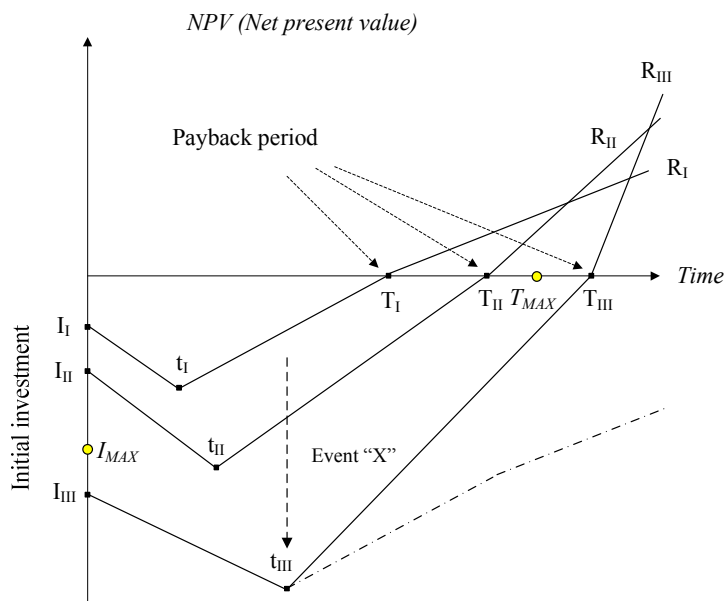 NPV (Net present value)
R_III
Payback period
R_II
R_I
Time
T_I
T_II
T_MAX
T_III
I_I
t_I
I_II
t_II
Event “X”
I_MAX
Initial investment
I_III
t_III